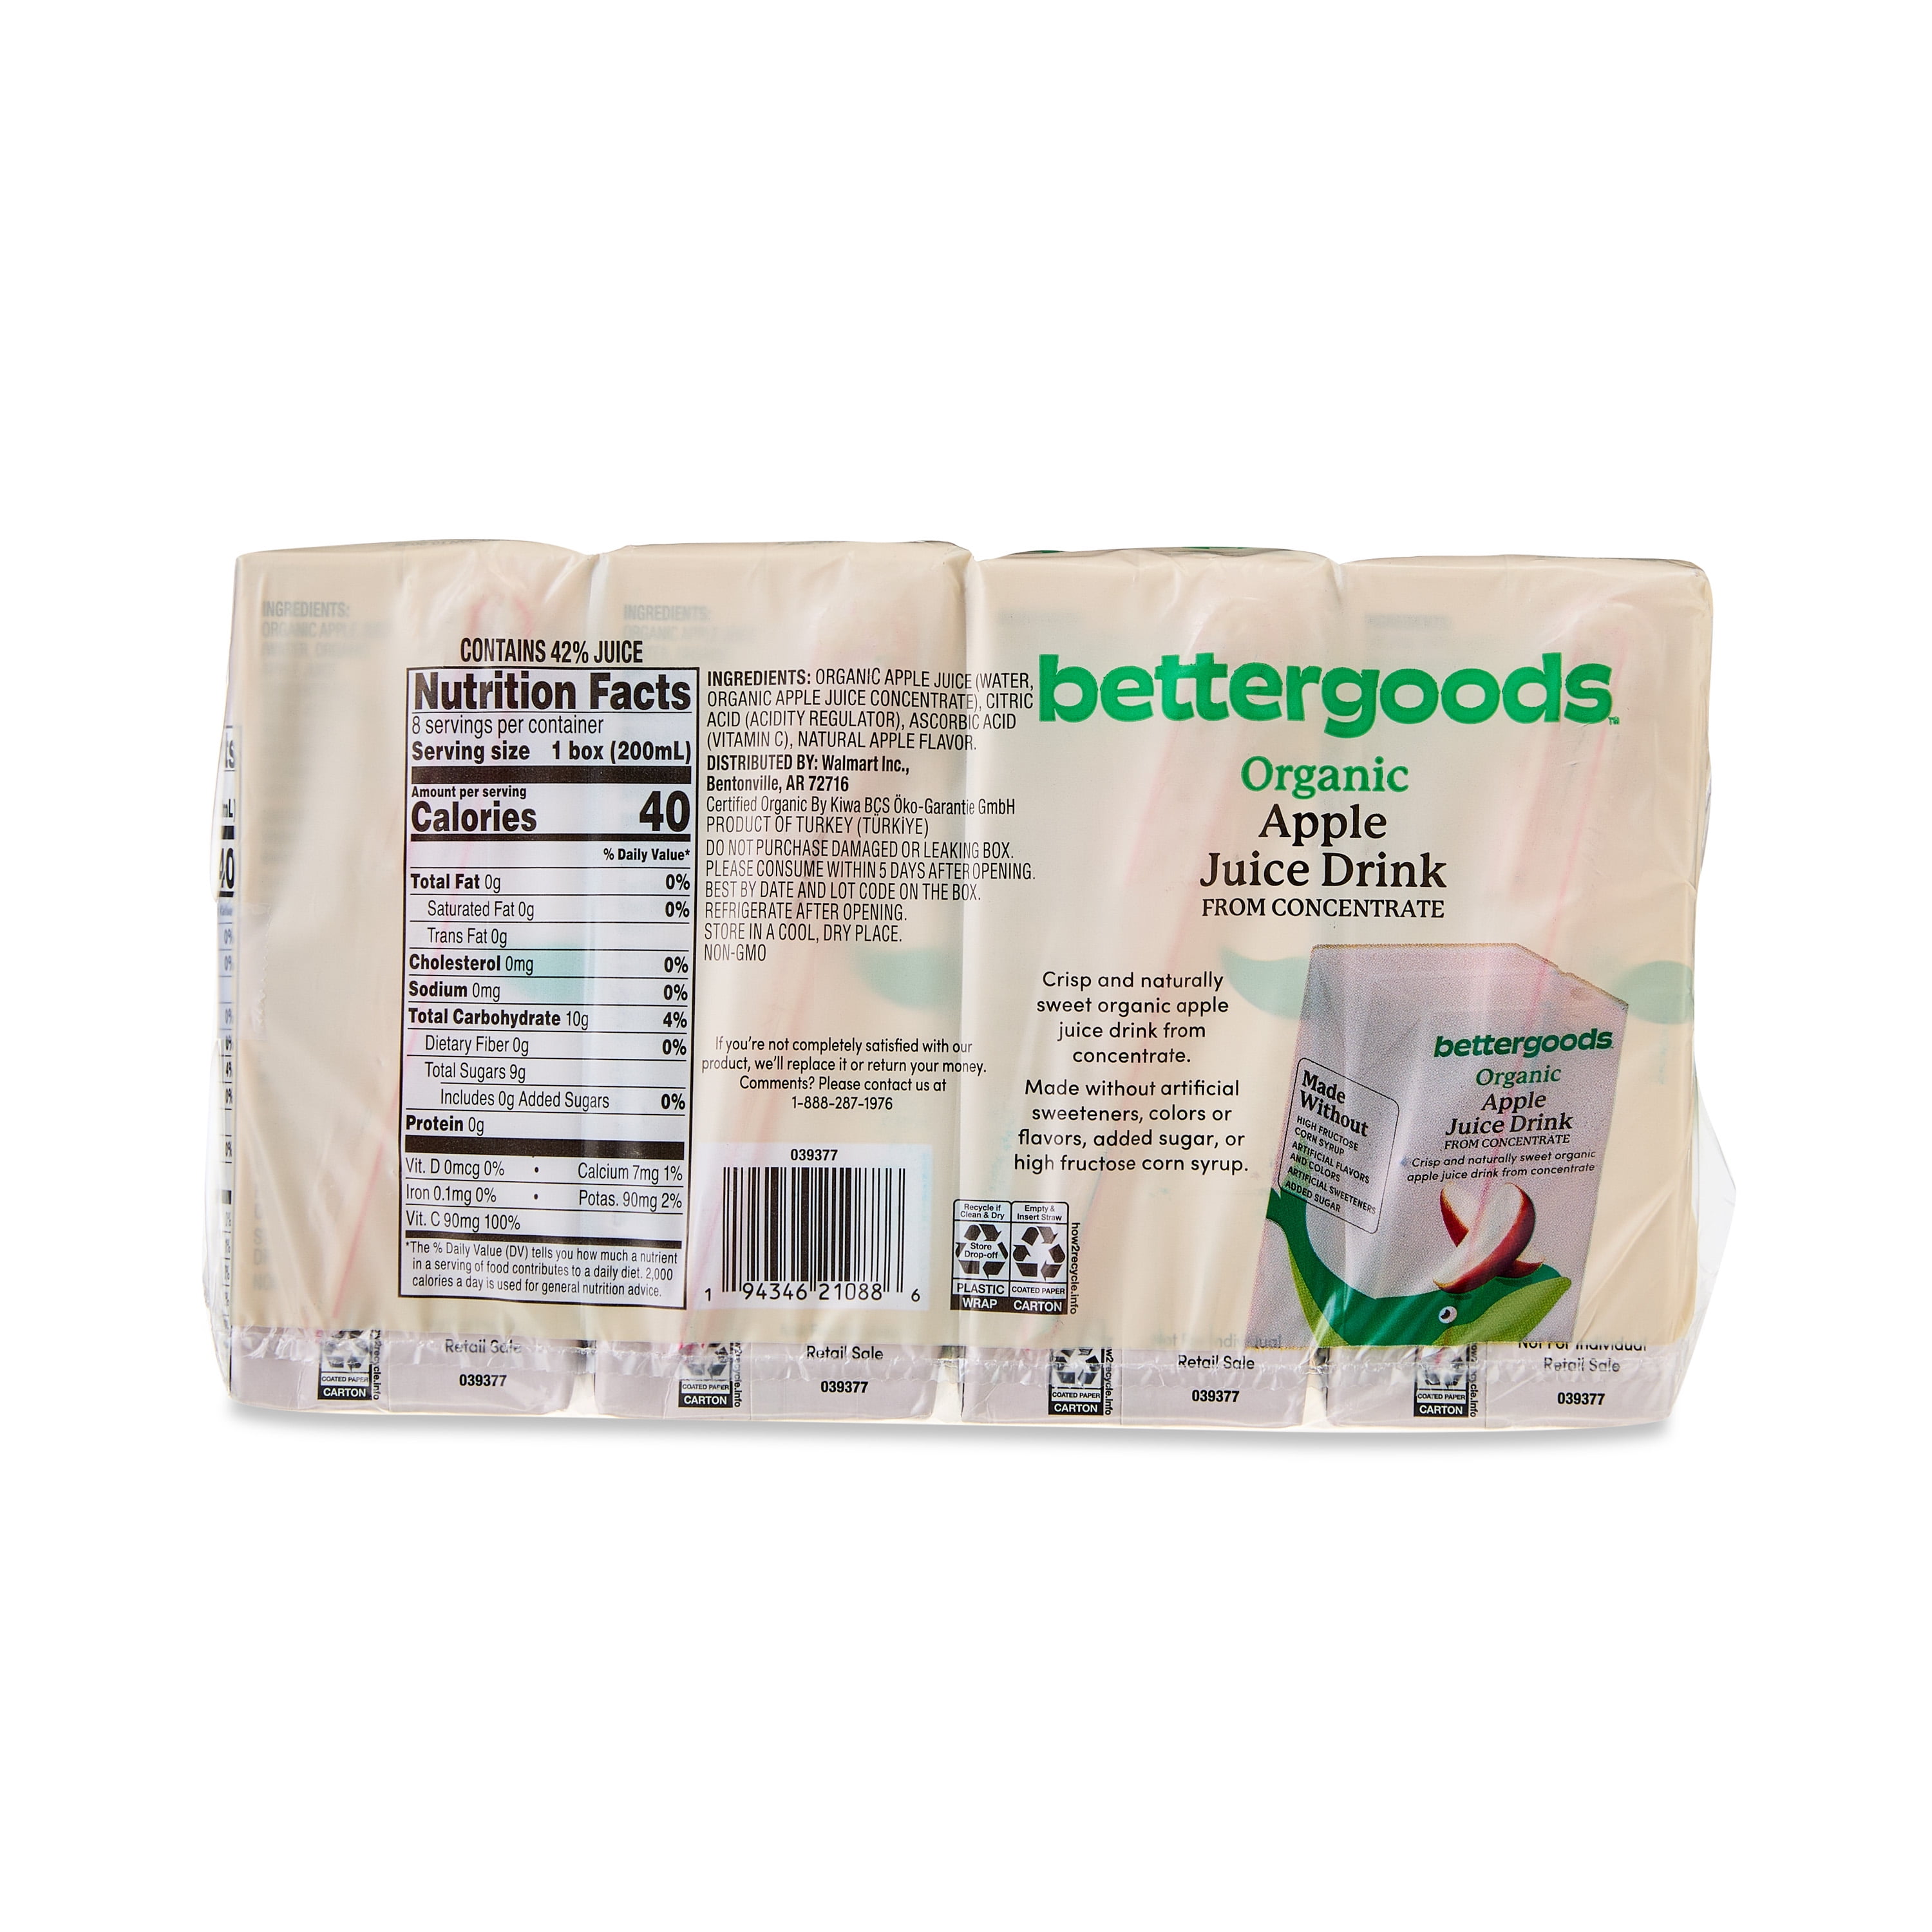 CONTAINS 42% JUICE
Nutrition Facts
8 servings per container
Serving size 1 box (200mL)
Amount per serving
Calories 40
% Daily Value*
Total Fat 0g 0%
Saturated Fat 0g 0%
Trans Fat 0g
Cholesterol 0mg 0%
Sodium 0mg 0%
Total Carbohydrate 10g 4%
Dietary Fiber 0g 0%
Total Sugars 9g
Includes 0g Added Sugars 0%
Protein 0g
Vit. D 0mcg 0% • Calcium 7mg 1%
Iron 0.1mg 0% • Potas. 90mg 2%
Vit. C 90mg 100%
*The % Daily Value (DV) tells you how much a nutrient
in a serving of food contributes to a daily diet. 2,000
calories a day is used for general nutrition advice.
INGREDIENTS: ORGANIC APPLE JUICE (WATER,
ORGANIC APPLE JUICE CONCENTRATE), CITRIC
ACID (ACIDITY REGULATOR), ASCORBIC ACID
(VITAMIN C), NATURAL APPLE FLAVOR.
DISTRIBUTED BY: Walmart Inc.,
Bentonville, AR 72716
Certified Organic By Kiwa BCS Öko-Garantie GmbH
PRODUCT OF TURKEY (TÜRKİYE)
DO NOT PURCHASE DAMAGED OR LEAKING BOX.
PLEASE CONSUME WITHIN 5 DAYS AFTER OPENING.
BEST BY DATE AND LOT CODE ON THE BOX.
REFRIGERATE AFTER OPENING.
STORE IN A COOL, DRY PLACE.
NON-GMO
If you're not completely satisfied with our
product, we'll replace it or return your money.
Comments? Please contact us at
1-888-287-1976
039377
1 94346 21088 6
Recycle if
Clean & Dry
Store
Drop-off
PLASTIC
WRAP
Empty &
Insert Straw
COATED PAPER
CARTON
how2recycle.info
bettergoods™
Organic
Apple
Juice Drink
FROM CONCENTRATE
Crisp and naturally
sweet organic apple
juice drink from
concentrate.
Made without artificial
sweeteners, colors or
flavors, added sugar, or
high fructose corn syrup.
Made
Without
HIGH FRUCTOSE
CORN SYRUP
ARTIFICIAL FLAVORS
AND COLORS
ARTIFICIAL SWEETENERS
ADDED SUGAR
bettergoods
Organic
Apple
Juice Drink
FROM CONCENTRATE
Crisp and naturally sweet organic
apple juice drink from concentrate
INGREDIENTS:
ORGANIC APPLE
INGREDIENTS:
COATED PAPER
CARTON
Retail Sale
039377
COATED PAPER
CARTON
Retail Sale
039377
COATED PAPER
CARTON
Retail Sale
039377
COATED PAPER
CARTON
Not For Individual
Retail Sale
039377